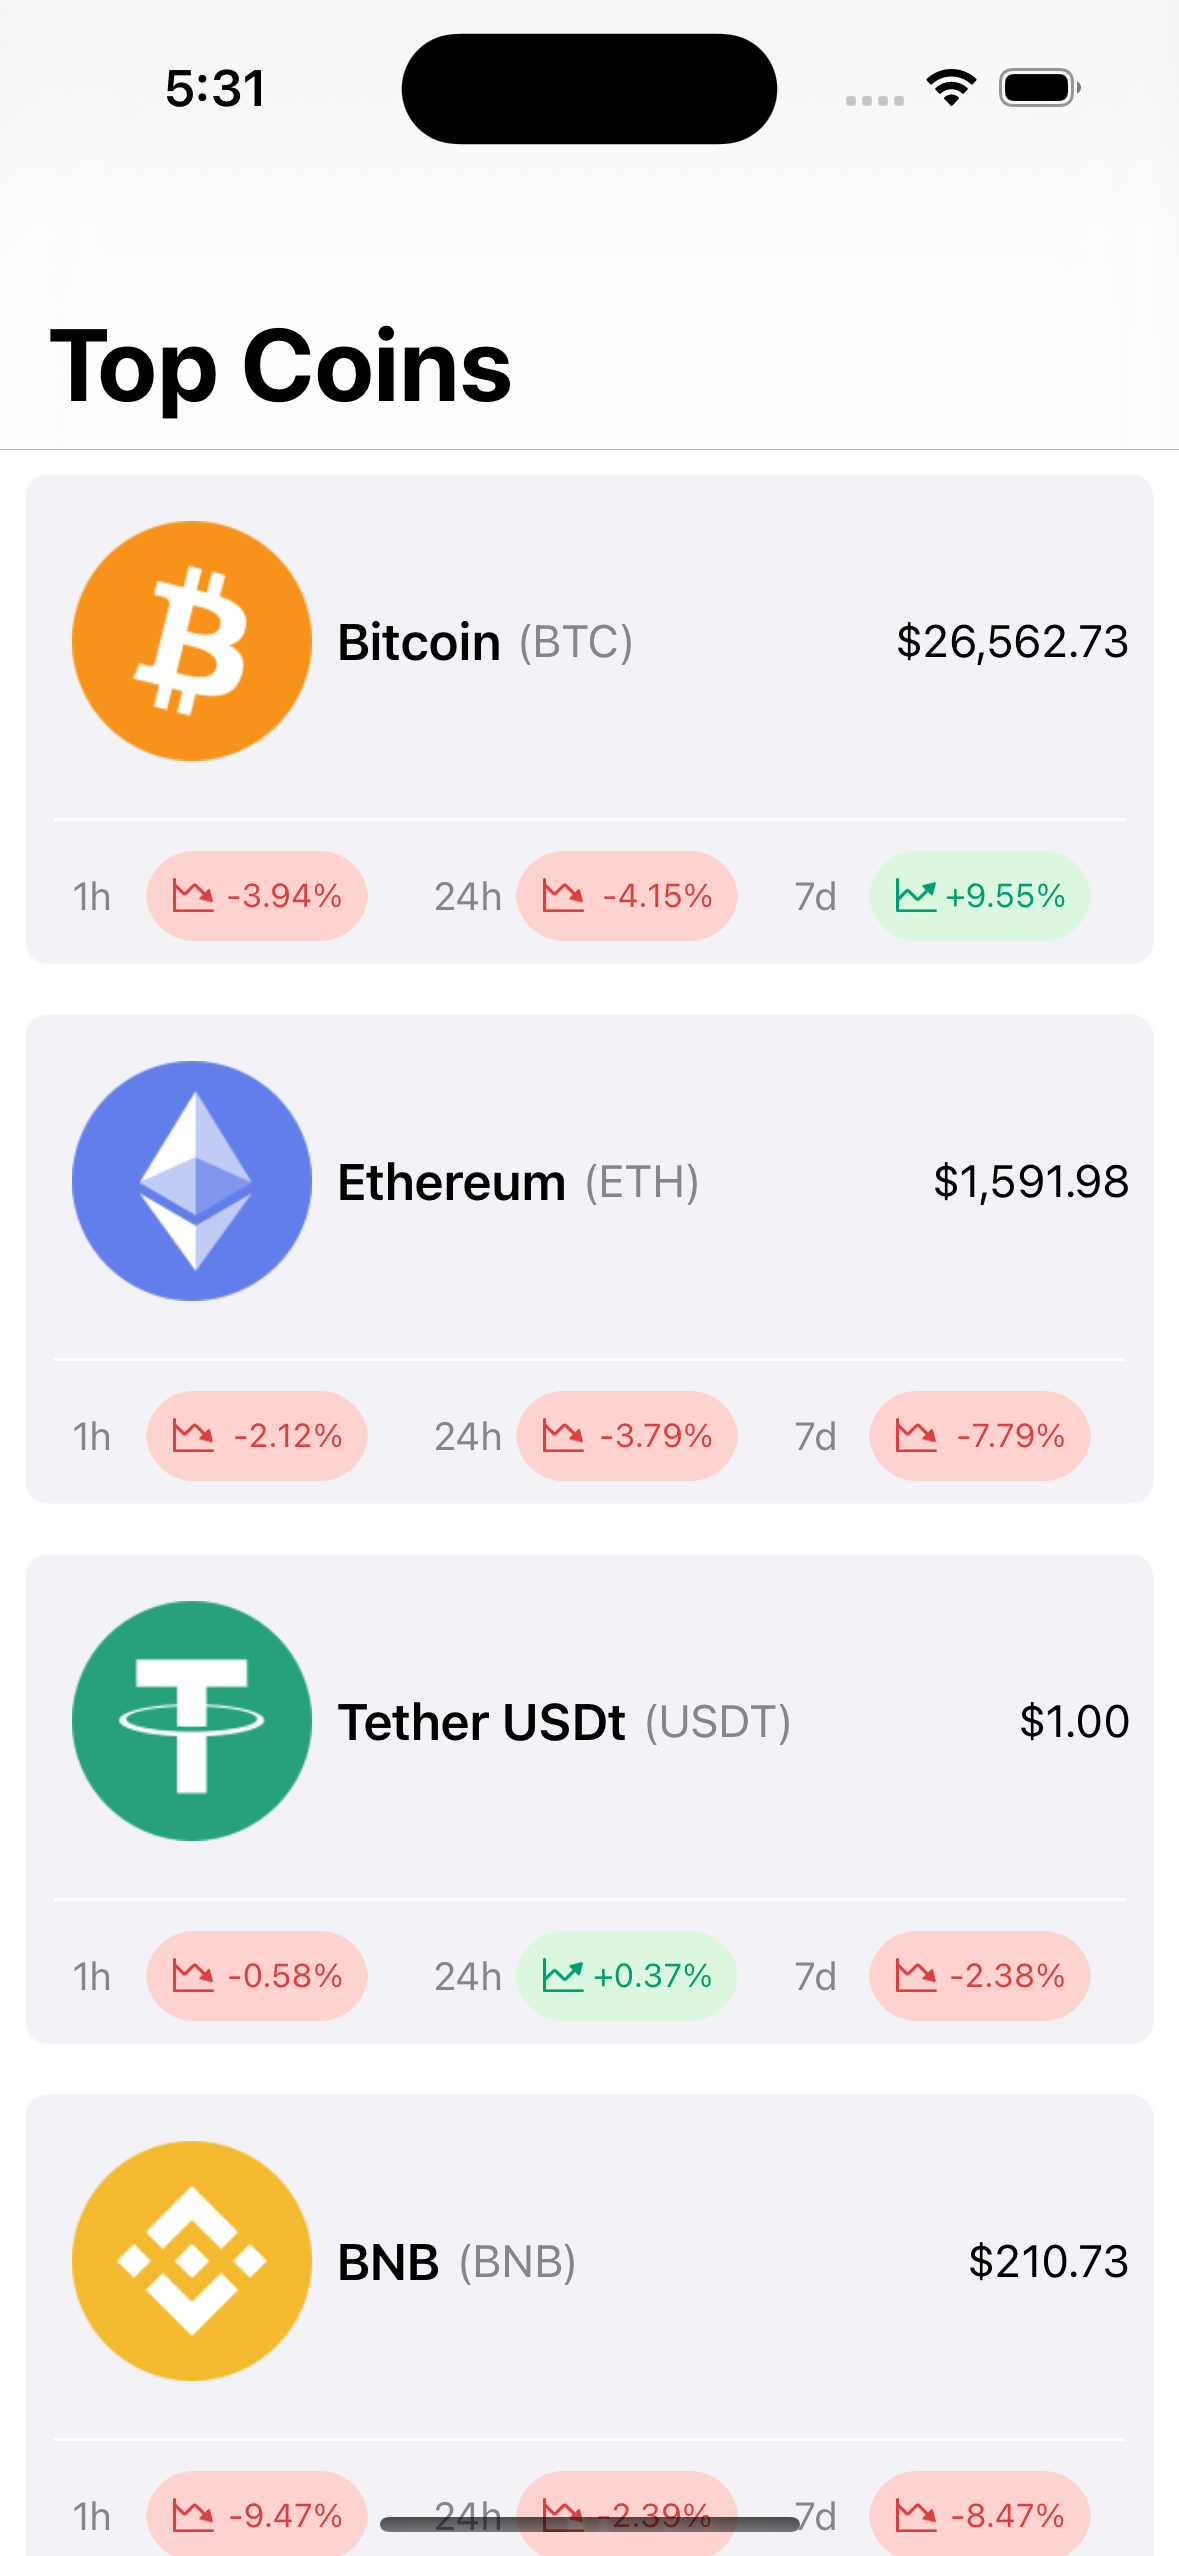 5:31
Top Coins
Bitcoin (BTC) $26,562.73
1h -3.94% 24h -4.15% 7d +9.55%
Ethereum (ETH) $1,591.98
1h -2.12% 24h -3.79% 7d -7.79%
Tether USDt (USDT) $1.00
1h -0.58% 24h +0.37% 7d -2.38%
BNB (BNB) $210.73
1h -9.47% 24h -2.39% 7d -8.47%